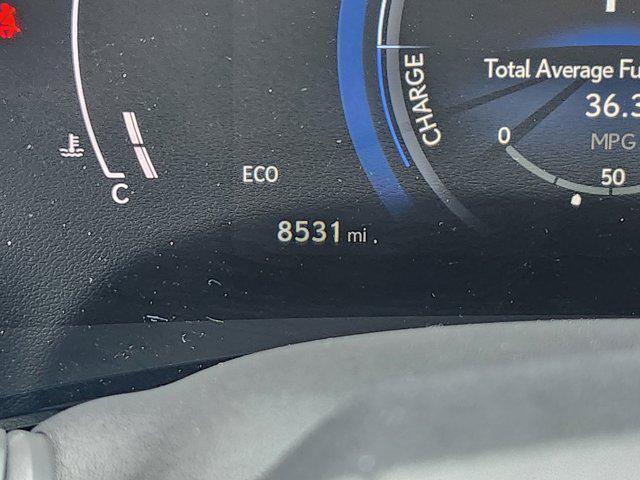 CHARGE
Total Average Fu
36.3
MPG
0
50
C
ECO
8531 mi.